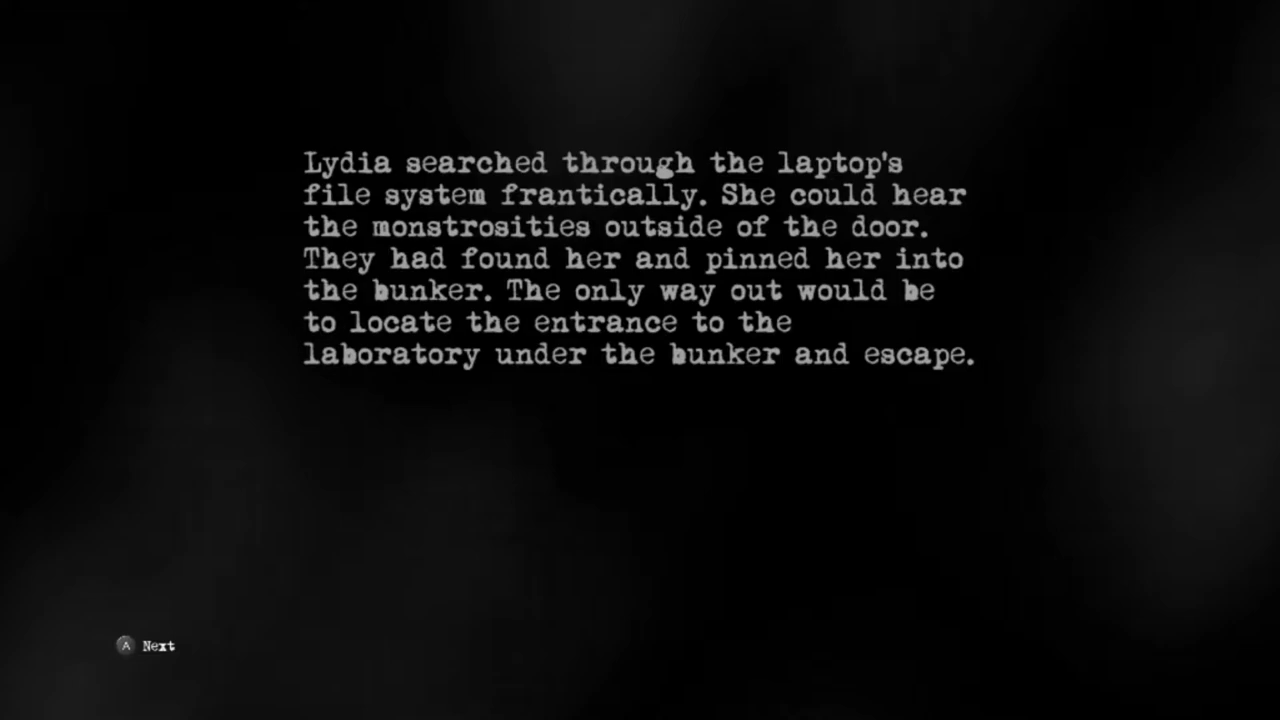 Lydia searched through the laptop's
file system frantically. She could hear
the monstrosities outside of the door.
They had found her and pinned her into
the bunker. The only way out would be
to locate the entrance to the
laboratory under the bunker and escape.
A Next